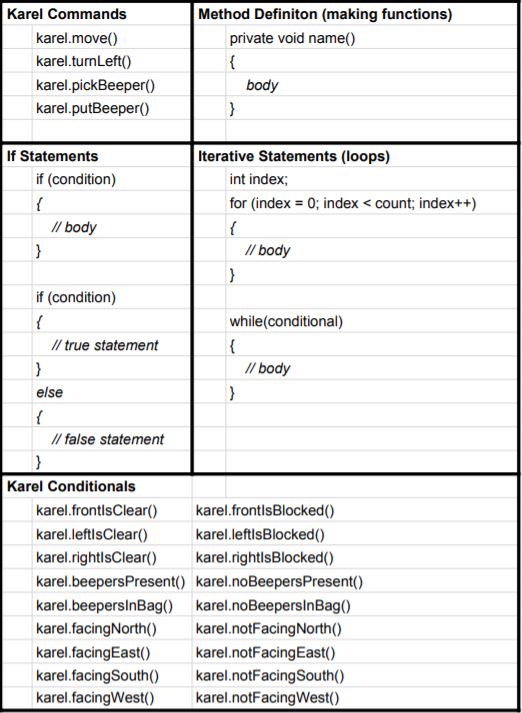 Karel Commands
karel.move()
karel.turnLeft()
karel.pickBeeper()
karel.putBeeper()
Method Definiton (making functions)
private void name()
{
body
}
If Statements
if (condition)
{
// body
}
if (condition)
{
// true statement
}
else
{
// false statement
}
Iterative Statements (loops)
int index;
for (index = 0; index < count; index++)
{
// body
}
while(conditional)
{
// body
}
Karel Conditionals
karel.frontIsClear() karel.frontIsBlocked()
karel.leftIsClear() karel.leftIsBlocked()
karel.rightIsClear() karel.rightIsBlocked()
karel.beepersPresent() karel.noBeepersPresent()
karel.beepersInBag() karel.noBeepersInBag()
karel.facingNorth() karel.notFacingNorth()
karel.facingEast() karel.notFacingEast()
karel.facingSouth() karel.notFacingSouth()
karel.facingWest() karel.notFacingWest()